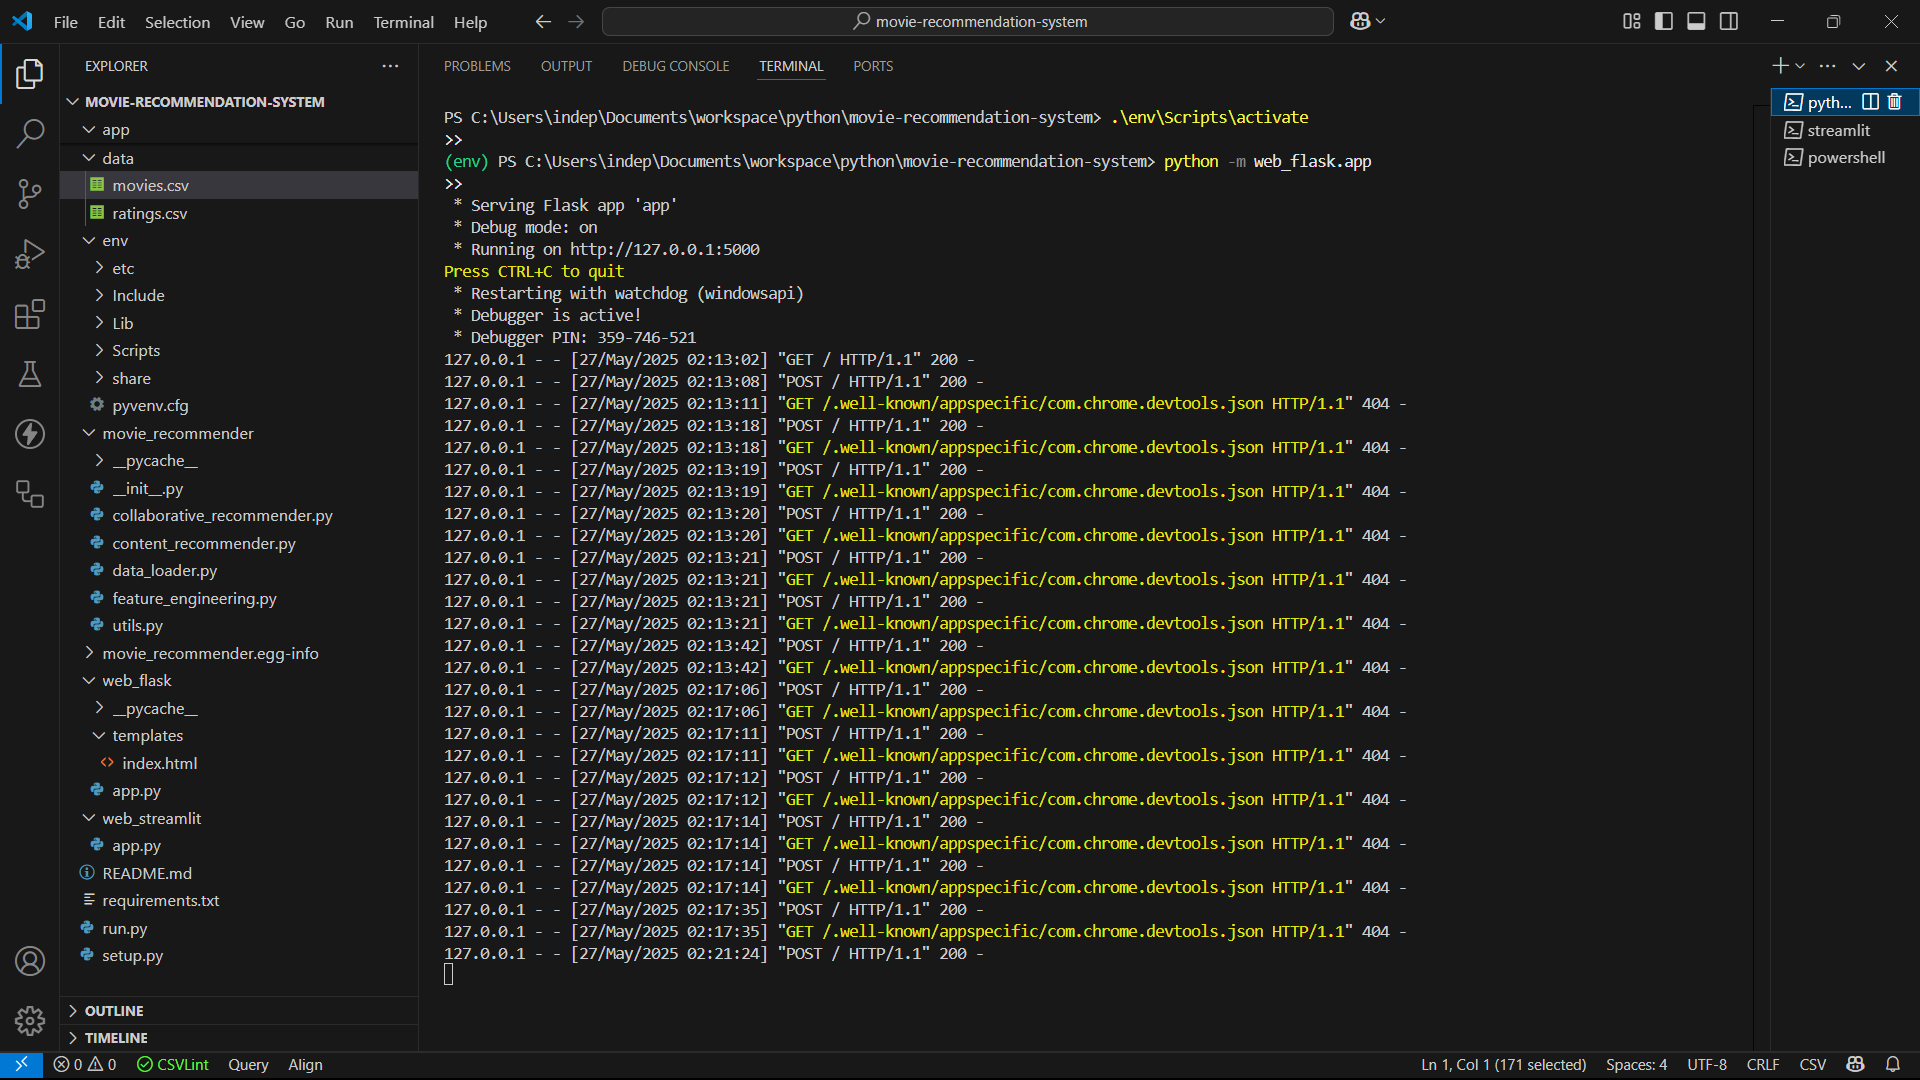 File Edit Selection View Go Run Terminal Help
movie-recommendation-system
EXPLORER
MOVIE-RECOMMENDATION-SYSTEM
app
data
movies.csv
ratings.csv
env
etc
Include
Lib
Scripts
share
pyvenv.cfg
movie_recommender
__pycache__
__init__.py
collaborative_recommender.py
content_recommender.py
data_loader.py
feature_engineering.py
utils.py
movie_recommender.egg-info
web_flask
__pycache__
templates
index.html
app.py
web_streamlit
app.py
README.md
requirements.txt
run.py
setup.py
OUTLINE
TIMELINE
PROBLEMS OUTPUT DEBUG CONSOLE TERMINAL PORTS
PS C:\Users\indep\Documents\workspace\python\movie-recommendation-system> .\env\Scripts\activate
>>
(env) PS C:\Users\indep\Documents\workspace\python\movie-recommendation-system> python -m web_flask.app
>>
* Serving Flask app 'app'
* Debug mode: on
* Running on http://127.0.0.1:5000
Press CTRL+C to quit
* Restarting with watchdog (windowsapi)
* Debugger is active!
* Debugger PIN: 359-746-521
127.0.0.1 - - [27/May/2025 02:13:02] "GET / HTTP/1.1" 200 -
127.0.0.1 - - [27/May/2025 02:13:08] "POST / HTTP/1.1" 200 -
127.0.0.1 - - [27/May/2025 02:13:11] "GET /.well-known/appspecific/com.chrome.devtools.json HTTP/1.1" 404 -
127.0.0.1 - - [27/May/2025 02:13:18] "POST / HTTP/1.1" 200 -
127.0.0.1 - - [27/May/2025 02:13:18] "GET /.well-known/appspecific/com.chrome.devtools.json HTTP/1.1" 404 -
127.0.0.1 - - [27/May/2025 02:13:19] "POST / HTTP/1.1" 200 -
127.0.0.1 - - [27/May/2025 02:13:19] "GET /.well-known/appspecific/com.chrome.devtools.json HTTP/1.1" 404 -
127.0.0.1 - - [27/May/2025 02:13:20] "POST / HTTP/1.1" 200 -
127.0.0.1 - - [27/May/2025 02:13:20] "GET /.well-known/appspecific/com.chrome.devtools.json HTTP/1.1" 404 -
127.0.0.1 - - [27/May/2025 02:13:21] "POST / HTTP/1.1" 200 -
127.0.0.1 - - [27/May/2025 02:13:21] "GET /.well-known/appspecific/com.chrome.devtools.json HTTP/1.1" 404 -
127.0.0.1 - - [27/May/2025 02:13:21] "POST / HTTP/1.1" 200 -
127.0.0.1 - - [27/May/2025 02:13:21] "GET /.well-known/appspecific/com.chrome.devtools.json HTTP/1.1" 404 -
127.0.0.1 - - [27/May/2025 02:13:42] "POST / HTTP/1.1" 200 -
127.0.0.1 - - [27/May/2025 02:13:42] "GET /.well-known/appspecific/com.chrome.devtools.json HTTP/1.1" 404 -
127.0.0.1 - - [27/May/2025 02:17:06] "POST / HTTP/1.1" 200 -
127.0.0.1 - - [27/May/2025 02:17:06] "GET /.well-known/appspecific/com.chrome.devtools.json HTTP/1.1" 404 -
127.0.0.1 - - [27/May/2025 02:17:11] "POST / HTTP/1.1" 200 -
127.0.0.1 - - [27/May/2025 02:17:11] "GET /.well-known/appspecific/com.chrome.devtools.json HTTP/1.1" 404 -
127.0.0.1 - - [27/May/2025 02:17:12] "POST / HTTP/1.1" 200 -
127.0.0.1 - - [27/May/2025 02:17:12] "GET /.well-known/appspecific/com.chrome.devtools.json HTTP/1.1" 404 -
127.0.0.1 - - [27/May/2025 02:17:14] "POST / HTTP/1.1" 200 -
127.0.0.1 - - [27/May/2025 02:17:14] "GET /.well-known/appspecific/com.chrome.devtools.json HTTP/1.1" 404 -
127.0.0.1 - - [27/May/2025 02:17:14] "POST / HTTP/1.1" 200 -
127.0.0.1 - - [27/May/2025 02:17:14] "GET /.well-known/appspecific/com.chrome.devtools.json HTTP/1.1" 404 -
127.0.0.1 - - [27/May/2025 02:17:35] "POST / HTTP/1.1" 200 -
127.0.0.1 - - [27/May/2025 02:17:35] "GET /.well-known/appspecific/com.chrome.devtools.json HTTP/1.1" 404 -
127.0.0.1 - - [27/May/2025 02:21:24] "POST / HTTP/1.1" 200 -
pyth...
streamlit
powershell
0 0 CSVLint Query Align
Ln 1, Col 1 (171 selected) Spaces: 4 UTF-8 CRLF CSV